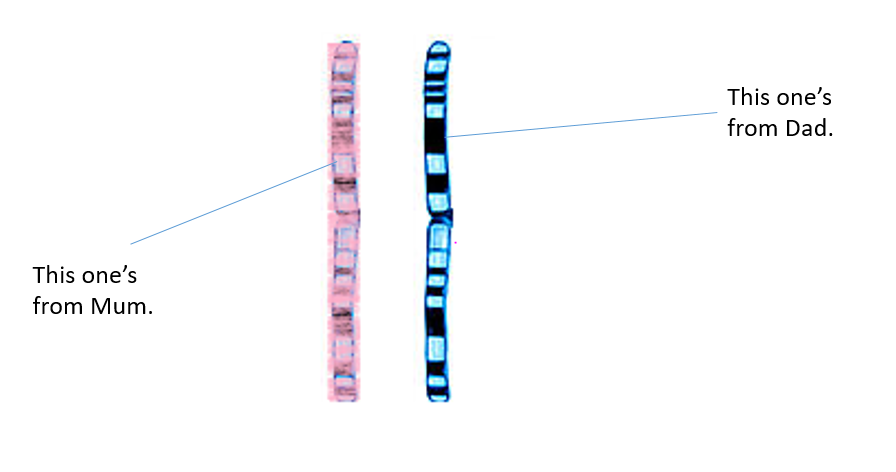 This one’s
from Dad.
This one’s
from Mum.